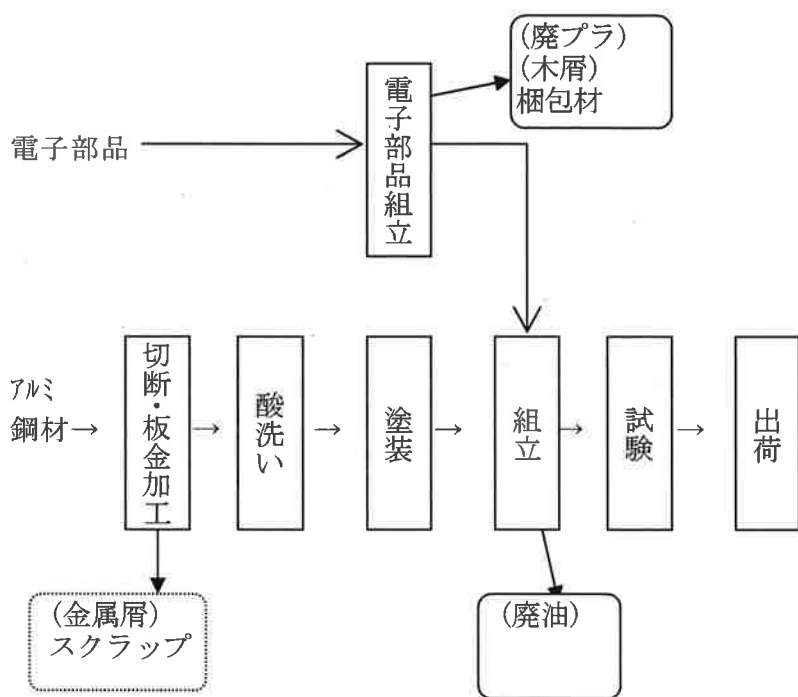 (廃プラ)
(木屑)
梱包材
電子部品
電子部品組立
ｱﾙﾐ
鋼材→
切断・板金加工
→
酸洗い
→
塗装
→
組立
→
試験
→
出荷
(金属屑)
スクラップ
(廃油)